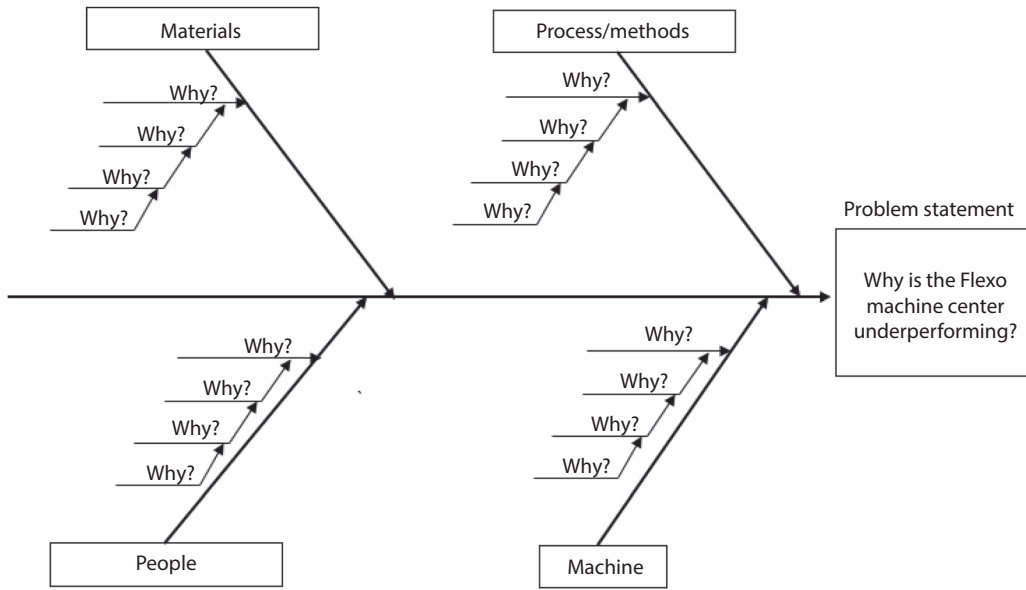 Materials
Process/methods
Why?
Why?
Why?
Why?
Why?
Why?
Why?
Why?
Problem statement
Why is the Flexo
machine center
underperforming?
Why?
Why?
Why?
Why?
Why?
Why?
Why?
Why?
People
Machine